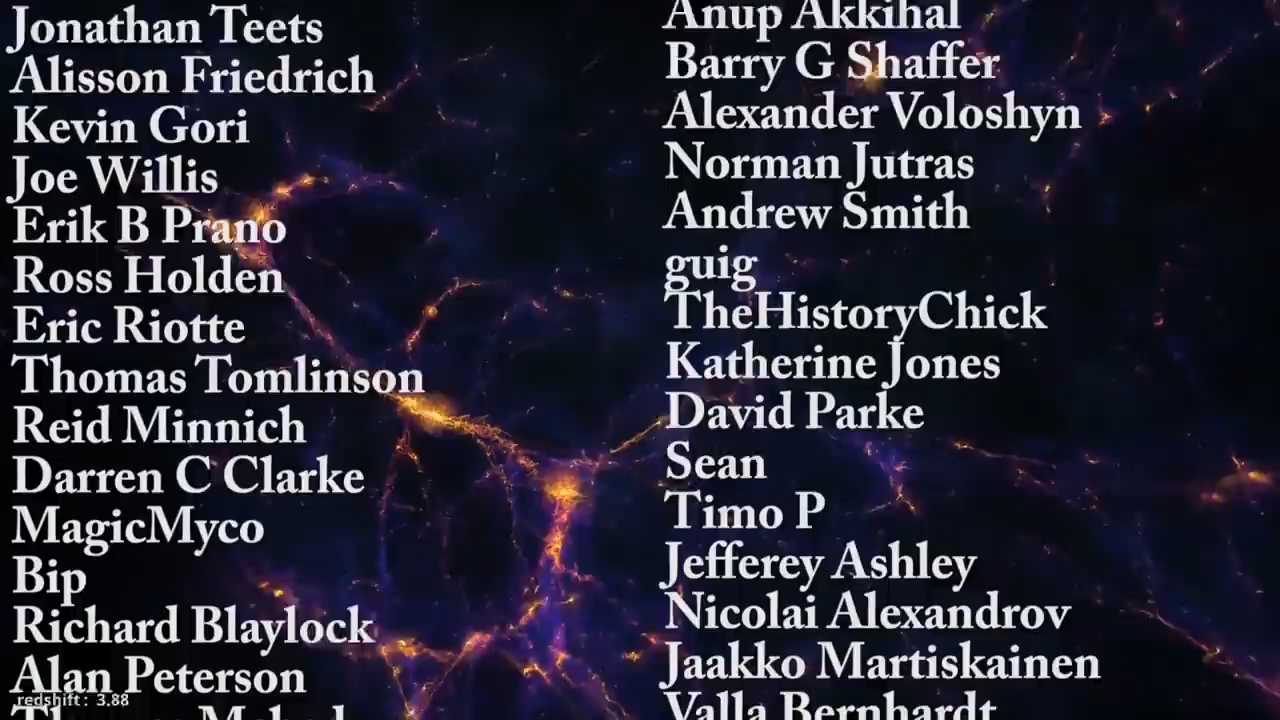 Jonathan Teets
Alisson Friedrich
Kevin Gori
Joe Willis
Erik B Prano
Ross Holden
Eric Riotte
Thomas Tomlinson
Reid Minnich
Darren C Clarke
MagicMyco
Bip
Richard Blaylock
Alan Peterson
redshift: 3.88
Anup Akkihal
Barry G Shaffer
Alexander Voloshyn
Norman Jutras
Andrew Smith
guig
TheHistoryChick
Katherine Jones
David Parke
Sean
Timo P
Jefferey Ashley
Nicolai Alexandrov
Jaakko Martiskainen
Valla Bernhardt